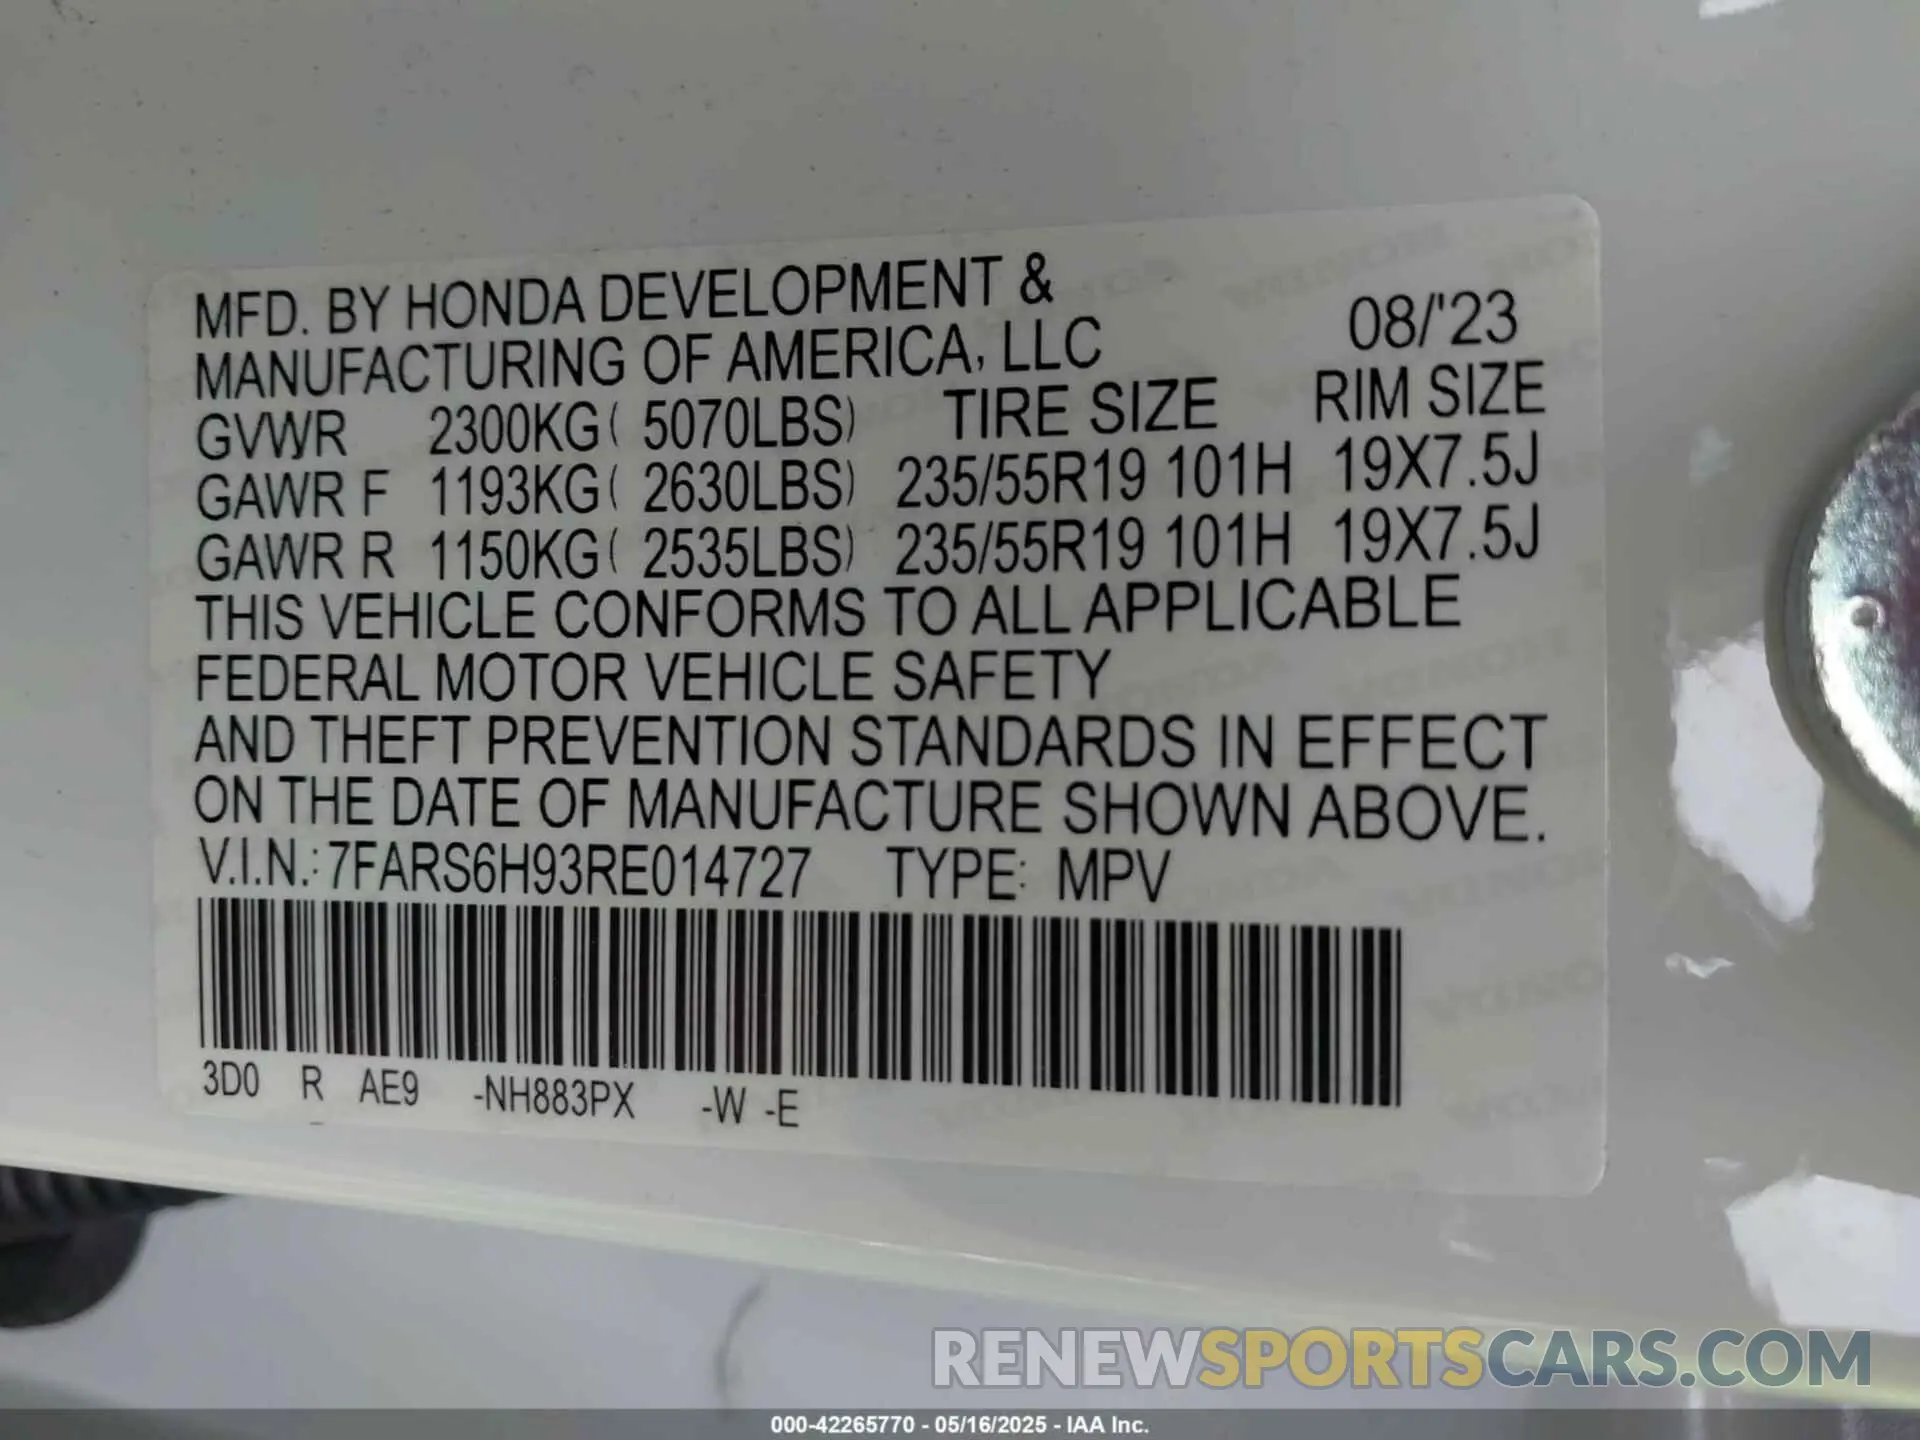 MFD. BY HONDA DEVELOPMENT &
MANUFACTURING OF AMERICA, LLC 08/'23
GVWR 2300KG( 5070LBS) TIRE SIZE RIM SIZE
GAWR F 1193KG( 2630LBS) 235/55R19 101H 19X7.5J
GAWR R 1150KG( 2535LBS) 235/55R19 101H 19X7.5J
THIS VEHICLE CONFORMS TO ALL APPLICABLE
FEDERAL MOTOR VEHICLE SAFETY
AND THEFT PREVENTION STANDARDS IN EFFECT
ON THE DATE OF MANUFACTURE SHOWN ABOVE.
V.I.N.: 7FARS6H93RE014727 TYPE: MPV
3D0 R AE9 -NH883PX -W -E
RENEWSPORTSCARS.COM
000-42265770 - 05/16/2025 - IAA Inc.